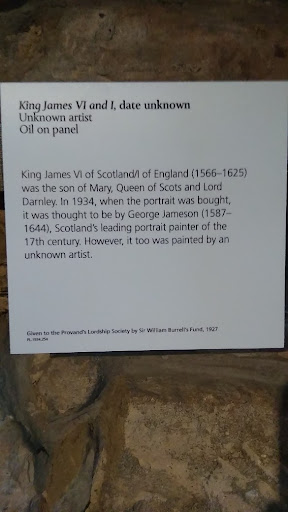 King James VI and I, date unknown
Unknown artist
Oil on panel
King James VI of Scotland/I of England (1566–1625)
was the son of Mary, Queen of Scots and Lord
Darnley. In 1934, when the portrait was bought,
it was thought to be by George Jameson (1587–
1644), Scotland's leading portrait painter of the
17th century. However, it too was painted by an
unknown artist.
Given to the Provand's Lordship Society by Sir William Burrell's Fund, 1927